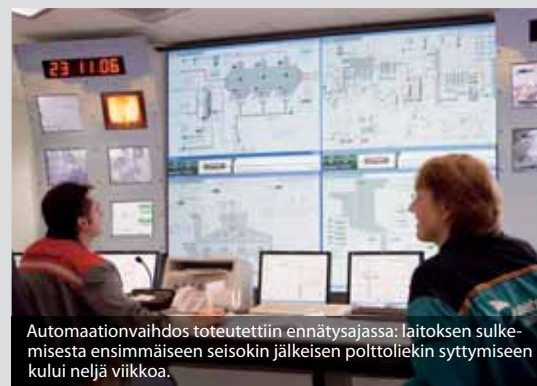 23 11:06
Automaationvaihdos toteutettiin ennätysajassa: laitoksen sulke-
misesta ensimmäiseen seisokin jälkeisen polttoliekin syttymiseen
kului neljä viikkoa.